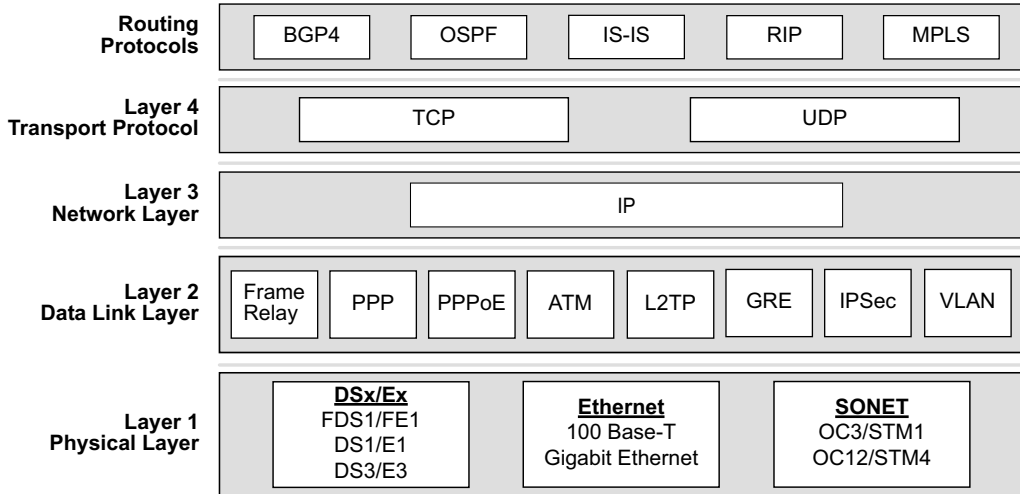 Routing
Protocols
BGP4
OSPF
IS-IS
RIP
MPLS
Layer 4
Transport Protocol
TCP
UDP
Layer 3
Network Layer
IP
Layer 2
Data Link Layer
Frame
Relay
PPP
PPPoE
ATM
L2TP
GRE
IPSec
VLAN
Layer 1
Physical Layer
DSx/Ex
FDS1/FE1
DS1/E1
DS3/E3
Ethernet
100 Base-T
Gigabit Ethernet
SONET
OC3/STM1
OC12/STM4